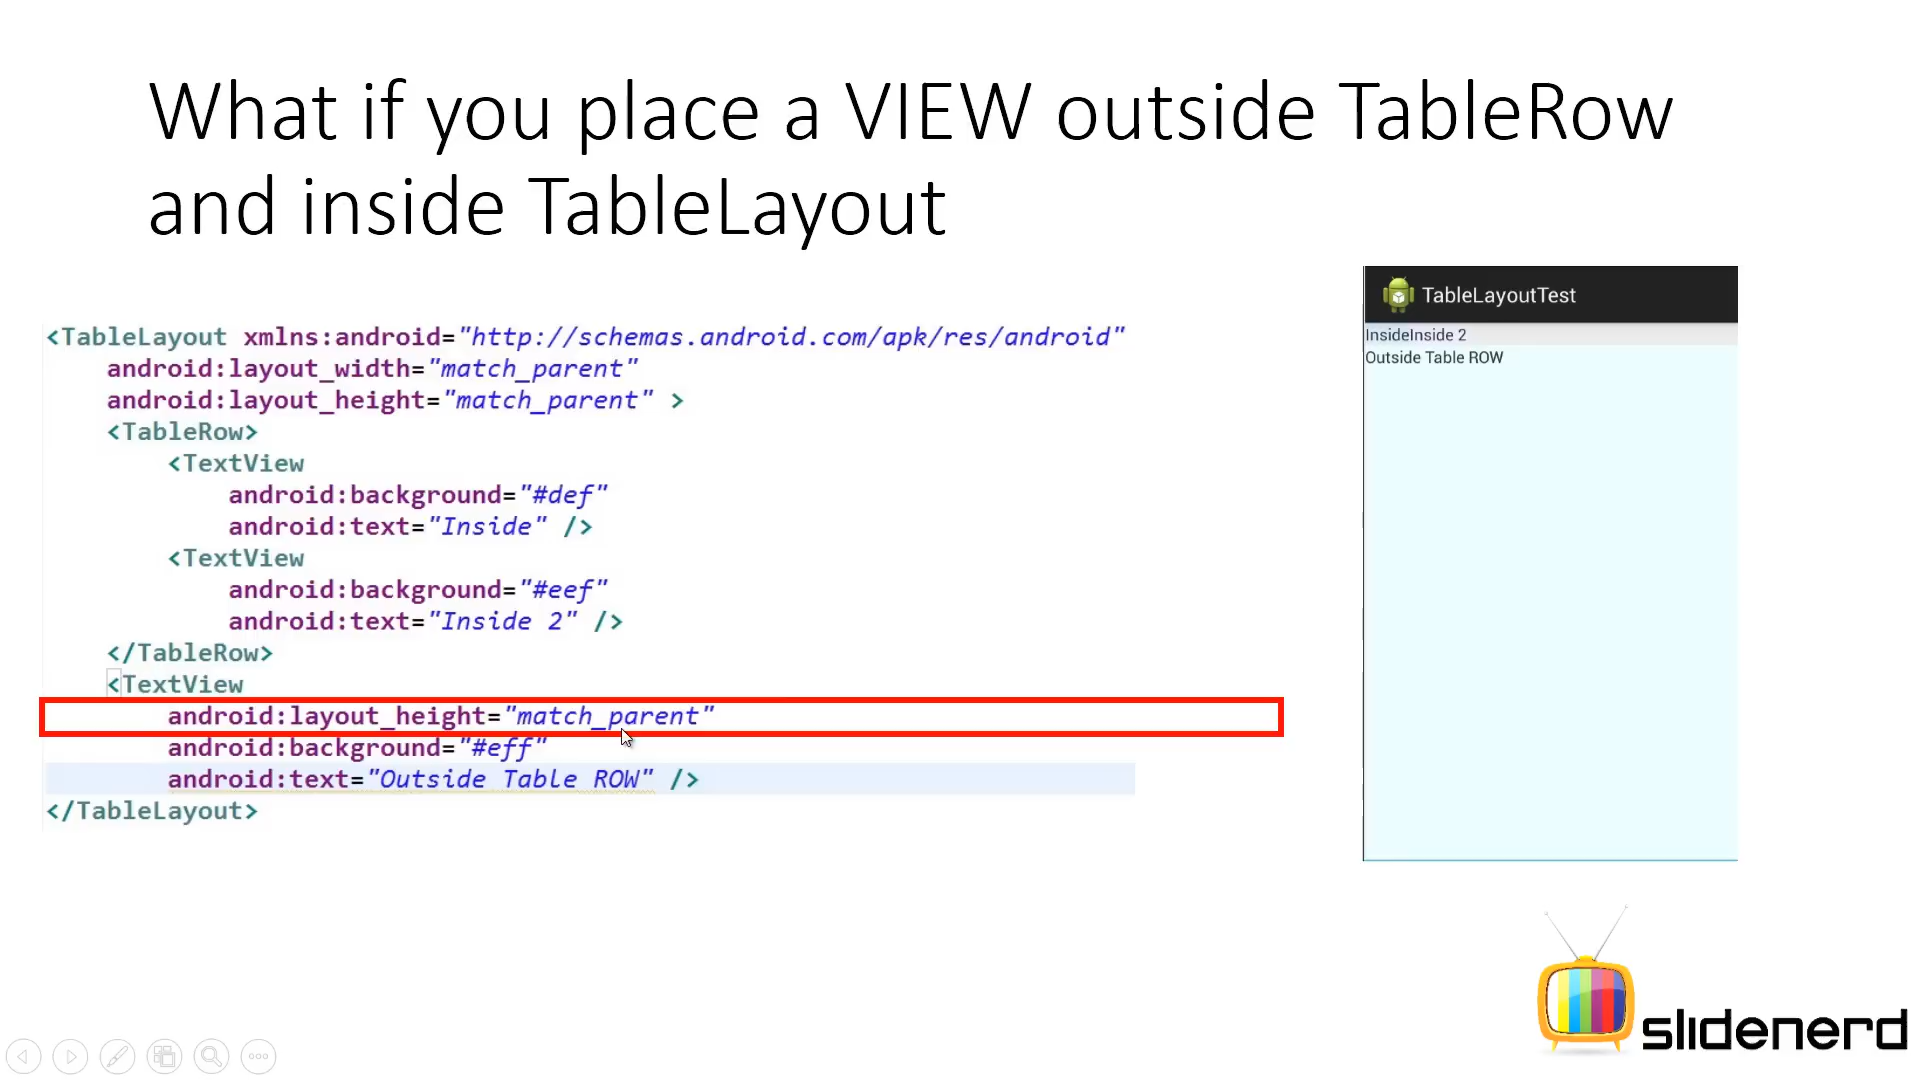 What if you place a VIEW outside TableRow
and inside TableLayout
<TableLayout xmlns:android="http://schemas.android.com/apk/res/android"
android:layout_width="match_parent"
android:layout_height="match_parent" >
<TableRow>
<TextView
android:background="#def"
android:text="Inside" />
<TextView
android:background="#eef"
android:text="Inside 2" />
</TableRow>
<TextView
android:layout_height="match_parent"
android:background="#eff"
android:text="Outside Table ROW" />
</TableLayout>
TableLayoutTest
InsideInside 2
Outside Table ROW
slidenerd